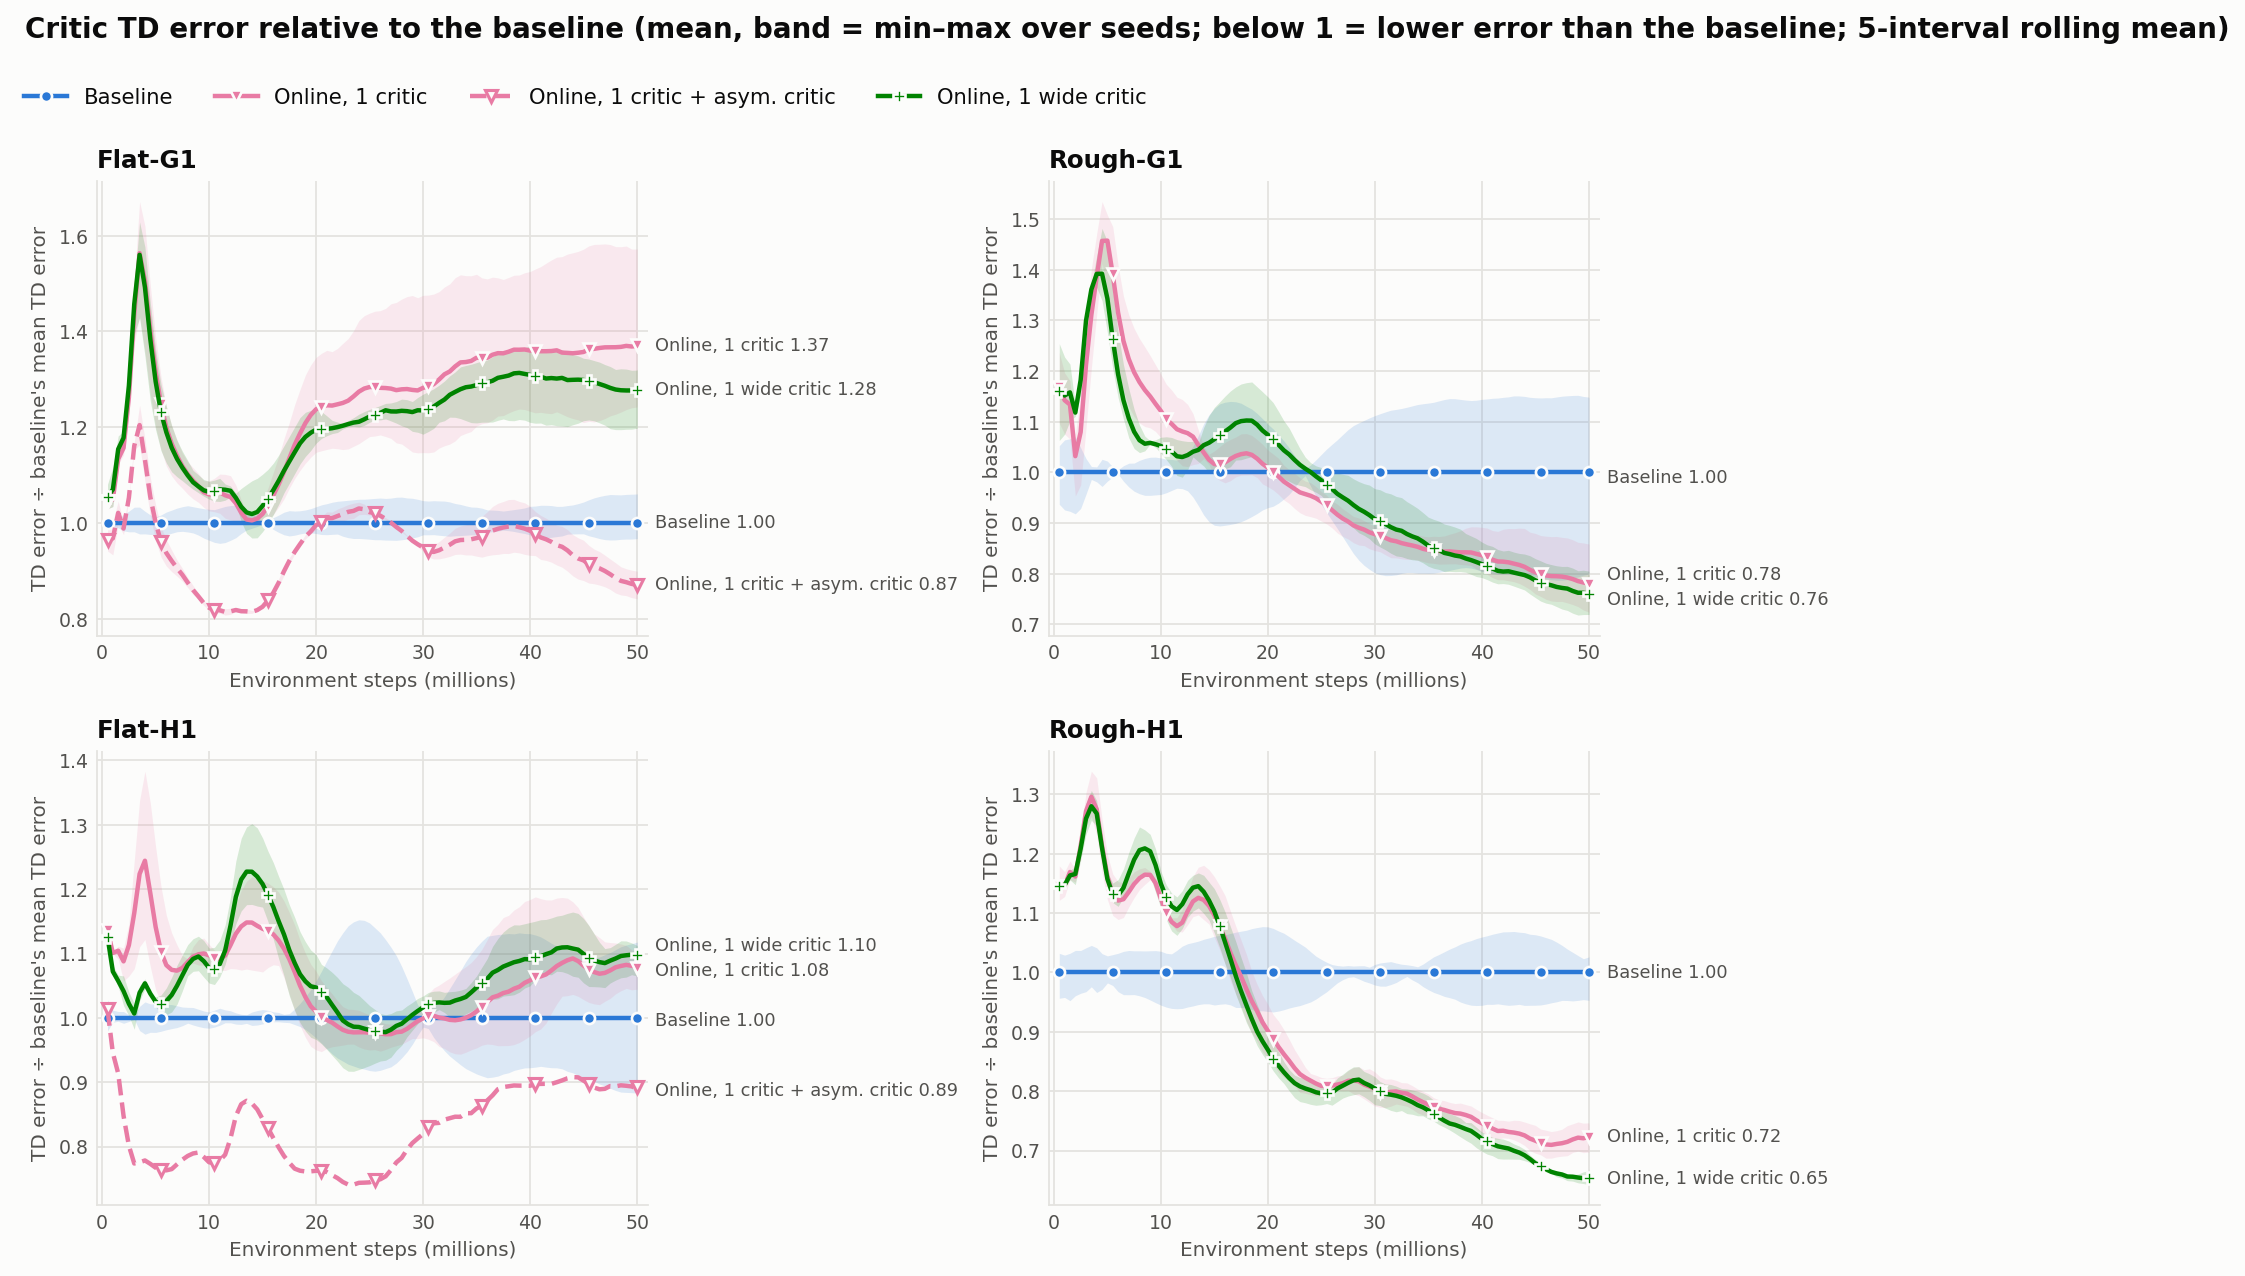 Critic TD error relative to the baseline (mean, band = min–max over seeds; below 1 = lower error than the baseline; 5-interval rolling mean)
Baseline
Online, 1 critic
Online, 1 critic + asym. critic
Online, 1 wide critic
Flat-G1
TD error ÷ baseline's mean TD error
1.6
1.4
1.2
1.0
0.8
0
10
20
30
40
50
Environment steps (millions)
Online, 1 critic 1.37
Online, 1 wide critic 1.28
Baseline 1.00
Online, 1 critic + asym. critic 0.87
Rough-G1
TD error ÷ baseline's mean TD error
1.5
1.4
1.3
1.2
1.1
1.0
0.9
0.8
0.7
0
10
20
30
40
50
Environment steps (millions)
Baseline 1.00
Online, 1 critic 0.78
Online, 1 wide critic 0.76
Flat-H1
TD error ÷ baseline's mean TD error
1.4
1.3
1.2
1.1
1.0
0.9
0.8
0
10
20
30
40
50
Environment steps (millions)
Online, 1 wide critic 1.10
Online, 1 critic 1.08
Baseline 1.00
Online, 1 critic + asym. critic 0.89
Rough-H1
TD error ÷ baseline's mean TD error
1.3
1.2
1.1
1.0
0.9
0.8
0.7
0
10
20
30
40
50
Environment steps (millions)
Baseline 1.00
Online, 1 critic 0.72
Online, 1 wide critic 0.65